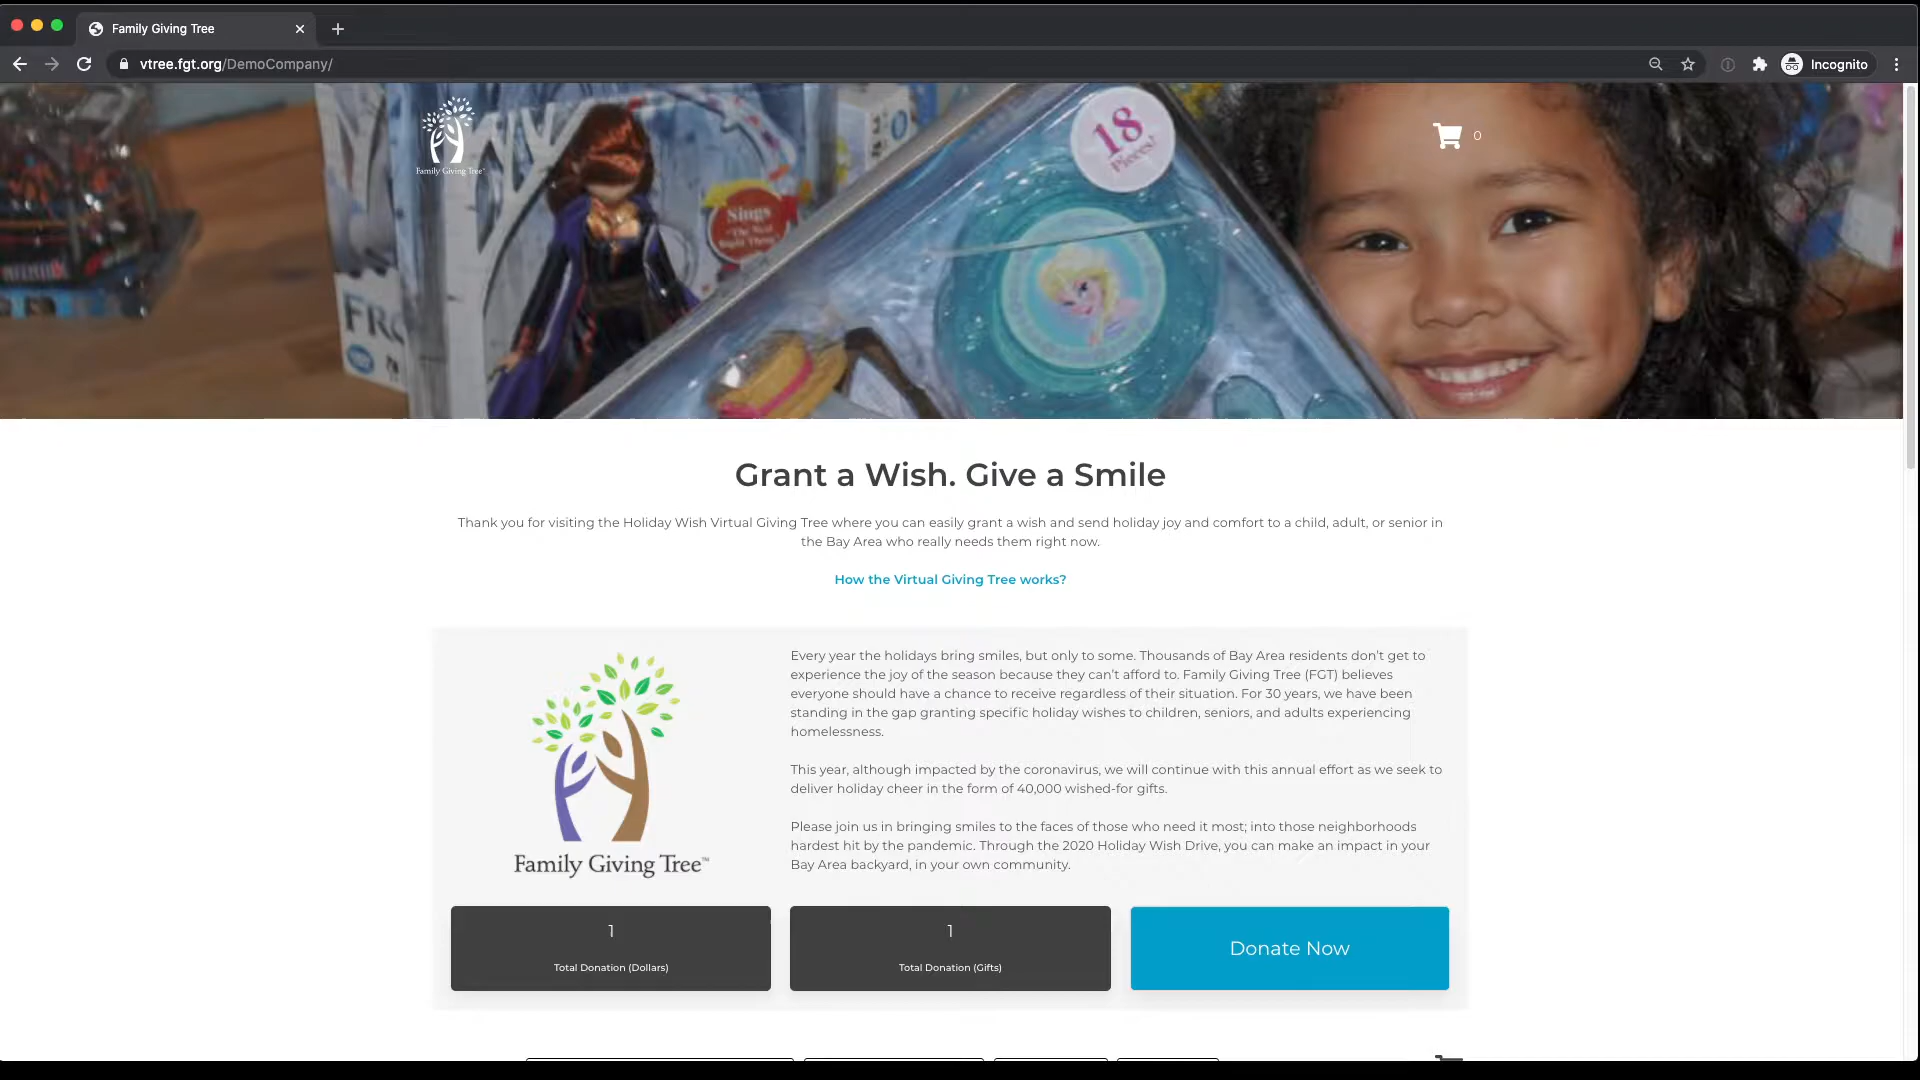 Family Giving Tree
vtree.fgt.org/DemoCompany/
Incognito
Family Giving Tree
18
Pieces!
Sings
"The Next
Right Thing"
0
Grant a Wish. Give a Smile
Thank you for visiting the Holiday Wish Virtual Giving Tree where you can easily grant a wish and send holiday joy and comfort to a child, adult, or senior in
the Bay Area who really needs them right now.
How the Virtual Giving Tree works?
Every year the holidays bring smiles, but only to some. Thousands of Bay Area residents don't get to
experience the joy of the season because they can't afford to. Family Giving Tree (FGT) believes
everyone should have a chance to receive regardless of their situation. For 30 years, we have been
standing in the gap granting specific holiday wishes to children, seniors, and adults experiencing
homelessness.
This year, although impacted by the coronavirus, we will continue with this annual effort as we seek to
deliver holiday cheer in the form of 40,000 wished-for gifts.
Please join us in bringing smiles to the faces of those who need it most; into those neighborhoods
hardest hit by the pandemic. Through the 2020 Holiday Wish Drive, you can make an impact in your
Bay Area backyard, in your own community.
Family Giving Tree™
1
Total Donation (Dollars)
1
Total Donation (Gifts)
Donate Now